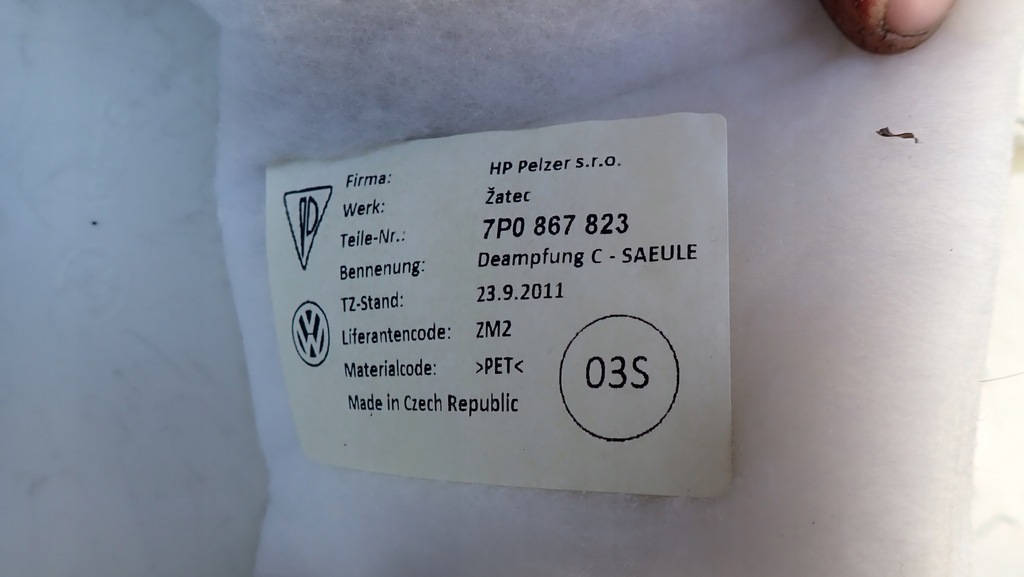 Firma: HP Pelzer s.r.o.
Werk: Žatec
Teile-Nr.: 7P0 867 823
Bennenung: Deampfung C - SAEULE
TZ-Stand: 23.9.2011
Liferantencode: ZM2
Materialcode: >PET<
Made in Czech Republic
03S